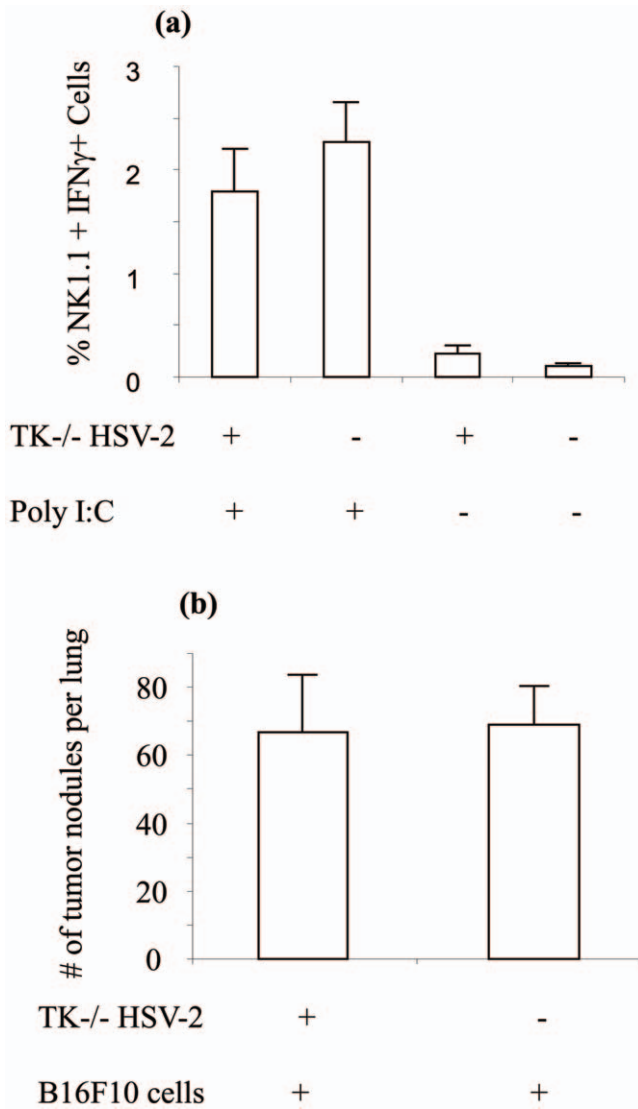 (a)
% NK1.1 + IFNγ+ Cells
3
2
1
0
TK-/- HSV-2 + - + -
Poly I:C + + - -
(b)
# of tumor nodules per lung
80
60
40
20
0
TK-/- HSV-2 + -
B16F10 cells + +